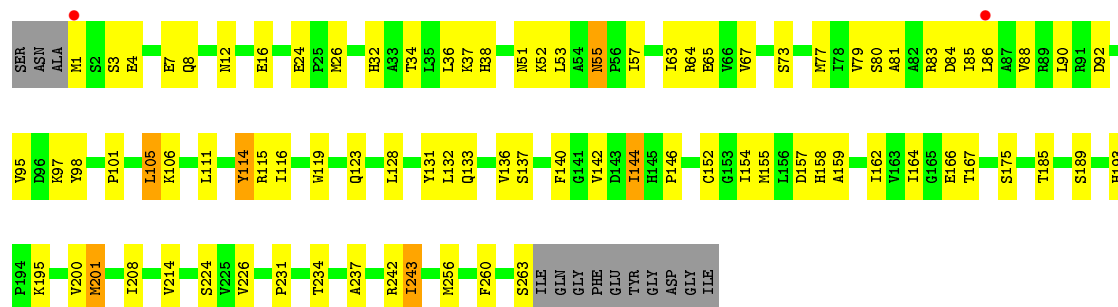 SER ASN ALA M1 S2 S3 E4 E7 Q8 N12 E16 E24 P25 M26 H32 A33 T34 L35 L36 K37 H38 N51 K52 L53 A54 N55 P56 I57 I63 R64 E65 V66 V67 S73 M77 I78 V79 S80 A81 A82 R83 D84 I85 L86 A87 V88 R89 L90 R91 D92
V95 D96 K97 Y98 P101 L105 K106 L111 Y114 R115 I116 W119 Q123 L128 Y131 L132 Q133 V136 S137 F140 G141 V142 D143 I144 H145 P146 C152 G153 I154 M155 L156 D157 H158 A159 I162 V163 I164 G165 E166 T167 S175 T185 S189 H193
P194 K195 V200 M201 I208 V214 S224 V225 V226 P231 T234 A237 R242 I243 M256 F260 S263 ILE GLN GLY PHE GLU TYR GLY ASP GLY ILE